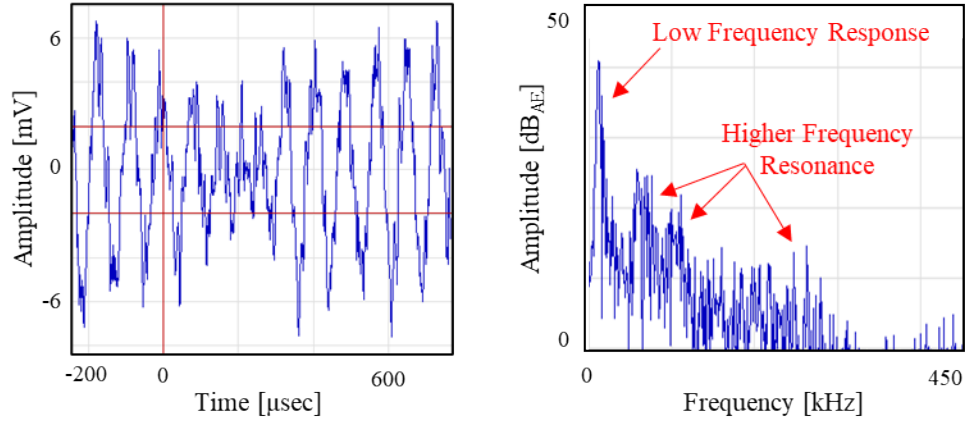 6
0
-6
Amplitude [mV]
-200
0
600
Time [μsec]
50
0
Amplitude [dBAE]
Low Frequency Response
Higher Frequency
Resonance
0
450
Frequency [kHz]